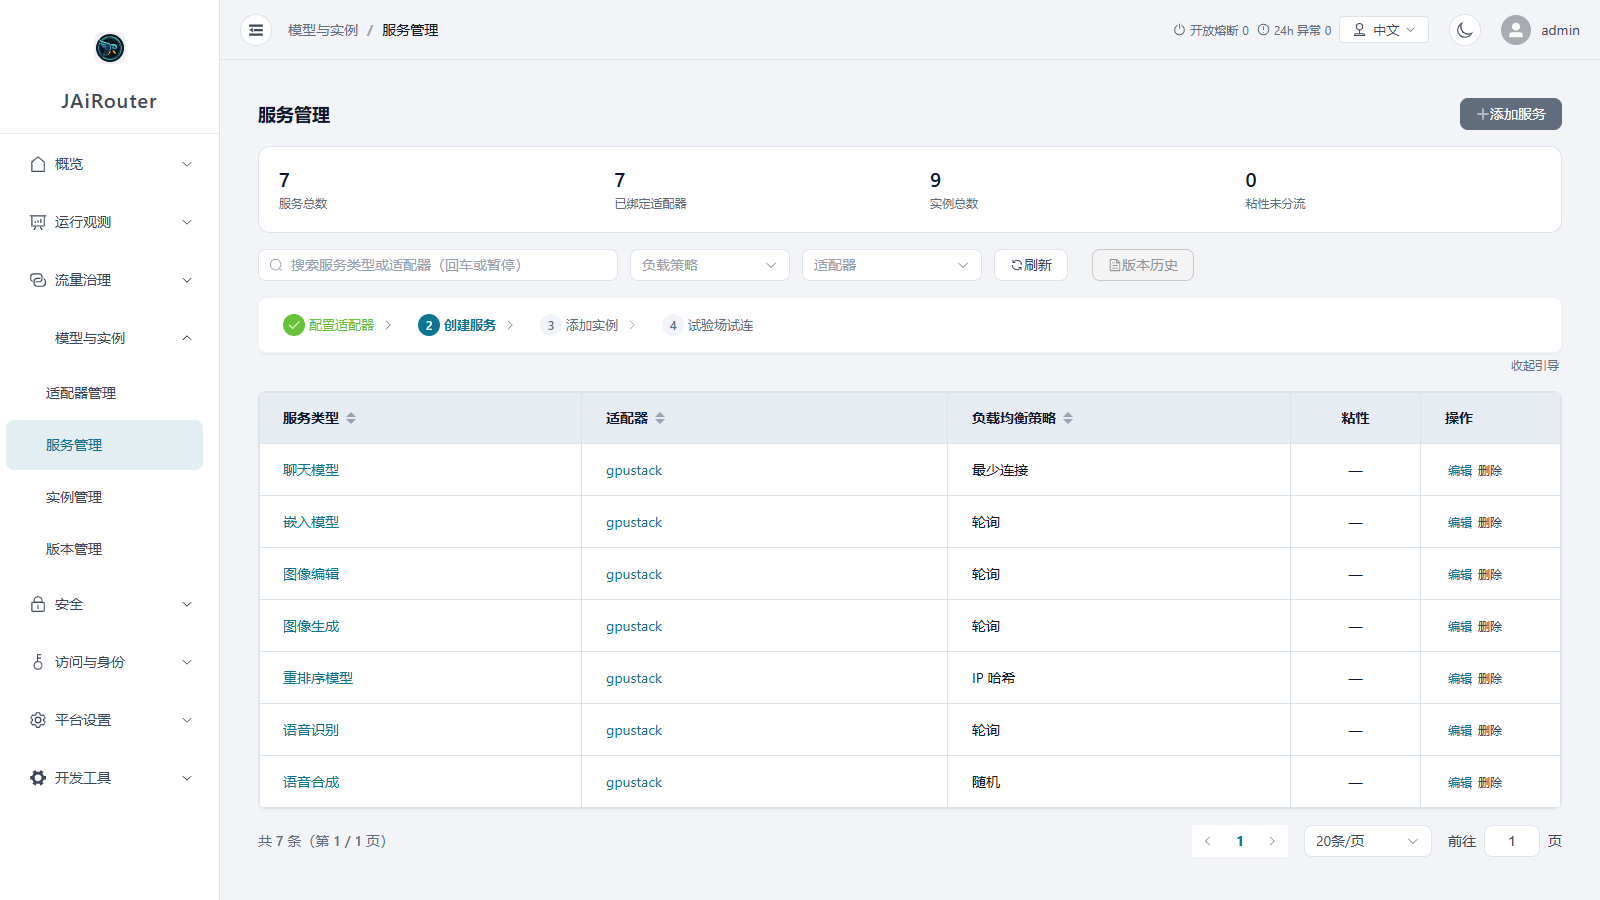 JAiRouter
概览
运行观测
流量治理
模型与实例
适配器管理
服务管理
实例管理
版本管理
安全
访问与身份
平台设置
开发工具
模型与实例 / 服务管理
开放熔断 0 24h 异常 0 中文 admin
服务管理 添加服务
7 7 9 0
服务总数 已绑定适配器 实例总数 粘性未分流
搜索服务类型或适配器（回车或暂停） 负载策略 适配器 刷新 版本历史
配置适配器 2 创建服务 3 添加实例 4 试验场试连
收起引导
服务类型 适配器 负载均衡策略 粘性 操作
聊天模型 gpustack 最少连接 — 编辑 删除
嵌入模型 gpustack 轮询 — 编辑 删除
图像编辑 gpustack 轮询 — 编辑 删除
图像生成 gpustack 轮询 — 编辑 删除
重排序模型 gpustack IP 哈希 — 编辑 删除
语音识别 gpustack 轮询 — 编辑 删除
语音合成 gpustack 随机 — 编辑 删除
共 7 条（第 1 / 1 页） 1 20条/页 前往 1 页